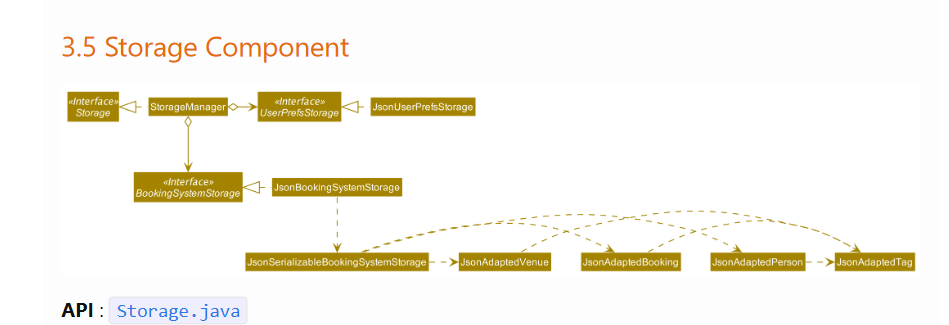 3.5 Storage Component
«Interface»
Storage
StorageManager
«Interface»
UserPrefsStorage
JsonUserPrefsStorage
«Interface»
BookingSystemStorage
JsonBookingSystemStorage
JsonSerializableBookingSystemStorage
JsonAdaptedVenue
JsonAdaptedBooking
JsonAdaptedPerson
JsonAdaptedTag
API : Storage.java